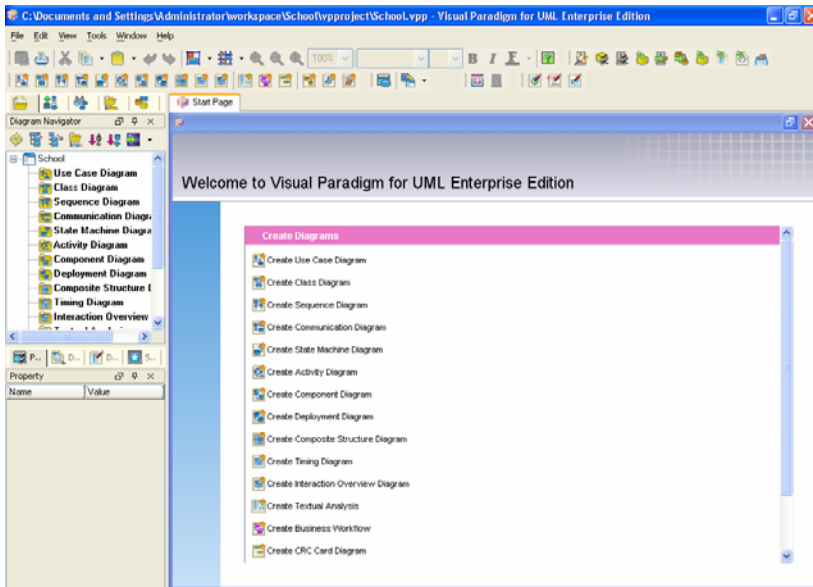 C:\Documents and Settings\Administrator\workspace\School\vpproject\School.vpp - Visual Paradigm for UML Enterprise Edition
File Edit View Tools Window Help
100%
B I F
Start Page
Diagram Navigator
School
Use Case Diagram
Class Diagram
Sequence Diagram
Communication Diagra
State Machine Diagra
Activity Diagram
Component Diagram
Deployment Diagram
Composite Structure
Timing Diagram
Interaction Overview
P... D... D... S...
Property
Name Value
Welcome to Visual Paradigm for UML Enterprise Edition
Create Diagrams
Create Use Case Diagram
Create Class Diagram
Create Sequence Diagram
Create Communication Diagram
Create State Machine Diagram
Create Activity Diagram
Create Component Diagram
Create Deployment Diagram
Create Composite Structure Diagram
Create Timing Diagram
Create Interaction Overview Diagram
Create Textual Analysis
Create Business Workflow
Create CRC Card Diagram